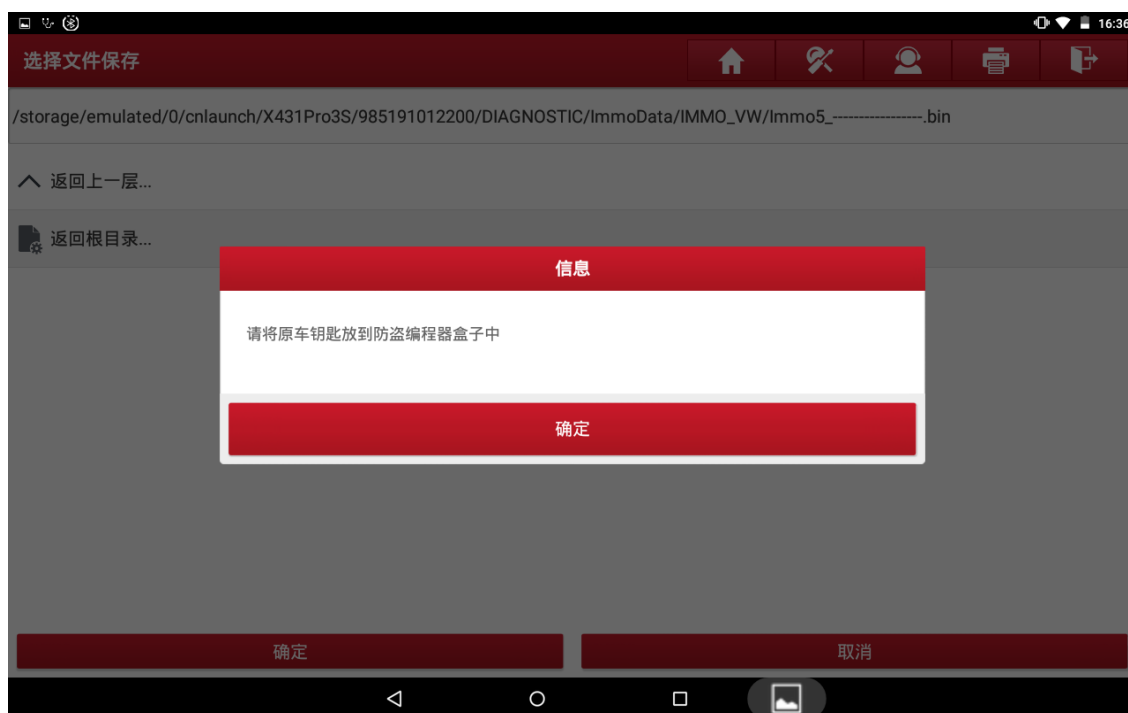 16:36
选择文件保存
/storage/emulated/0/cnlaunch/X431Pro3S/985191012200/DIAGNOSTIC/ImmoData/IMMO_VW/Immo5_-----------------.bin
返回上一层...
返回根目录...
信息
请将原车钥匙放到防盗编程器盒子中
确定
确定
取消